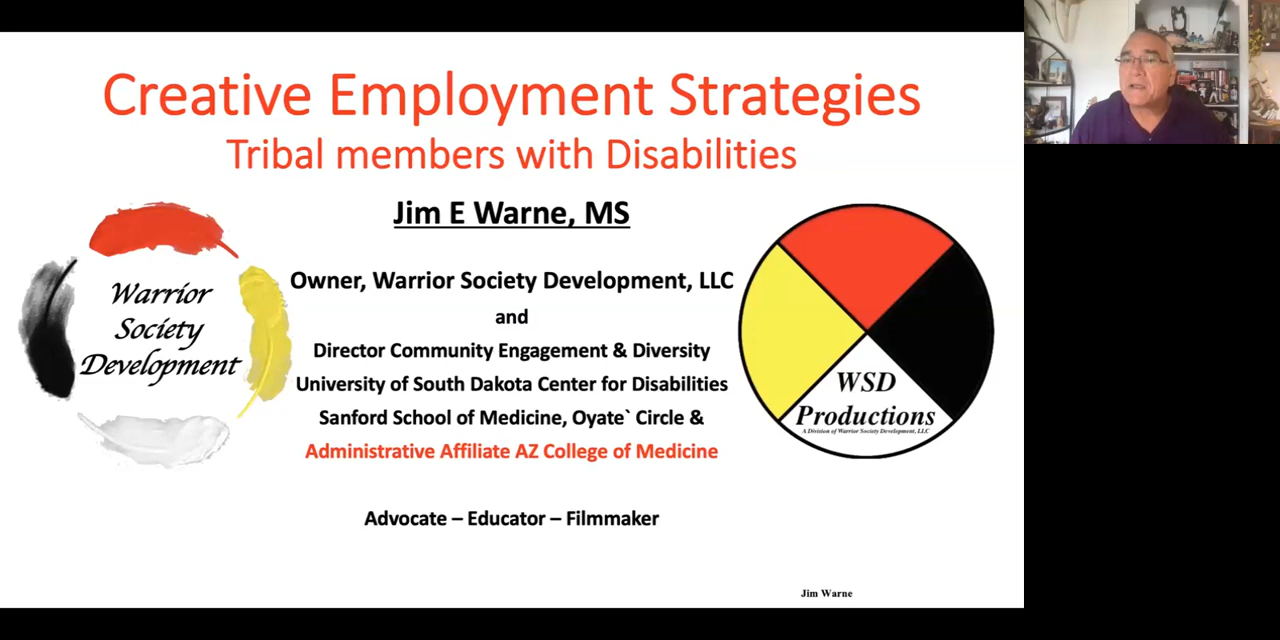 Creative Employment Strategies
Tribal members with Disabilities
Jim E Warne, MS
Warrior
Society
Development
Owner, Warrior Society Development, LLC
and
Director Community Engagement & Diversity
University of South Dakota Center for Disabilities
Sanford School of Medicine, Oyate` Circle &
Administrative Affiliate AZ College of Medicine
Advocate – Educator – Filmmaker
WSD
Productions
A Division of Warrior Society Development, LLC
Jim Warne